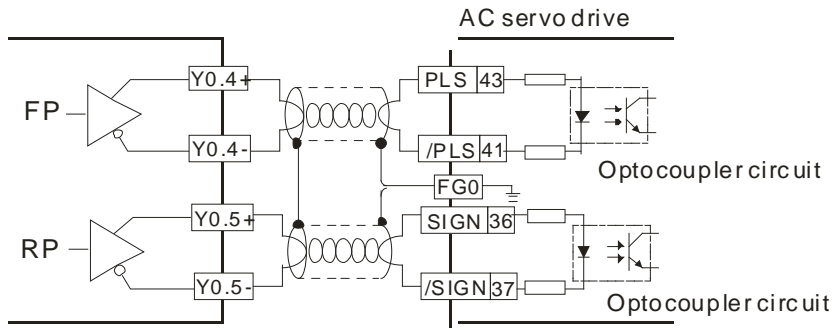 AC servo drive
Y0.4+
PLS 43
FP
Y0.4-
/PLS 41
Optocoupler circuit
FG0
Y0.5+
SIGN 36
RP
Y0.5-
/SIGN 37
Optocoupler circuit